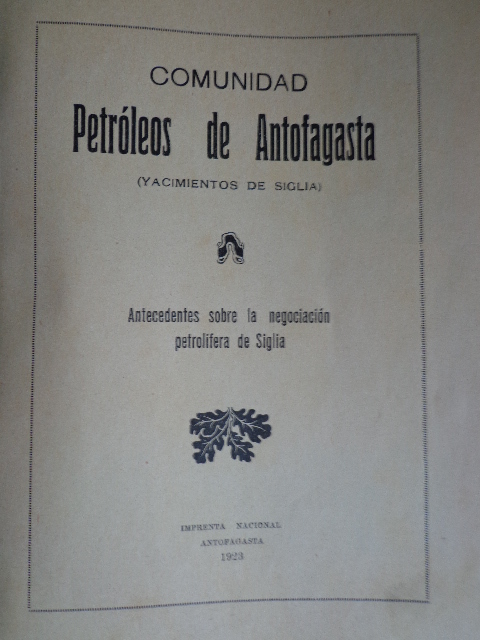 COMUNIDAD
Petróleos de Antofagasta
(YACIMIENTOS DE SIGLIA)
Antecedentes sobre la negociación
petrolífera de Siglia
IMPRENTA NACIONAL
ANTOFAGASTA
1923